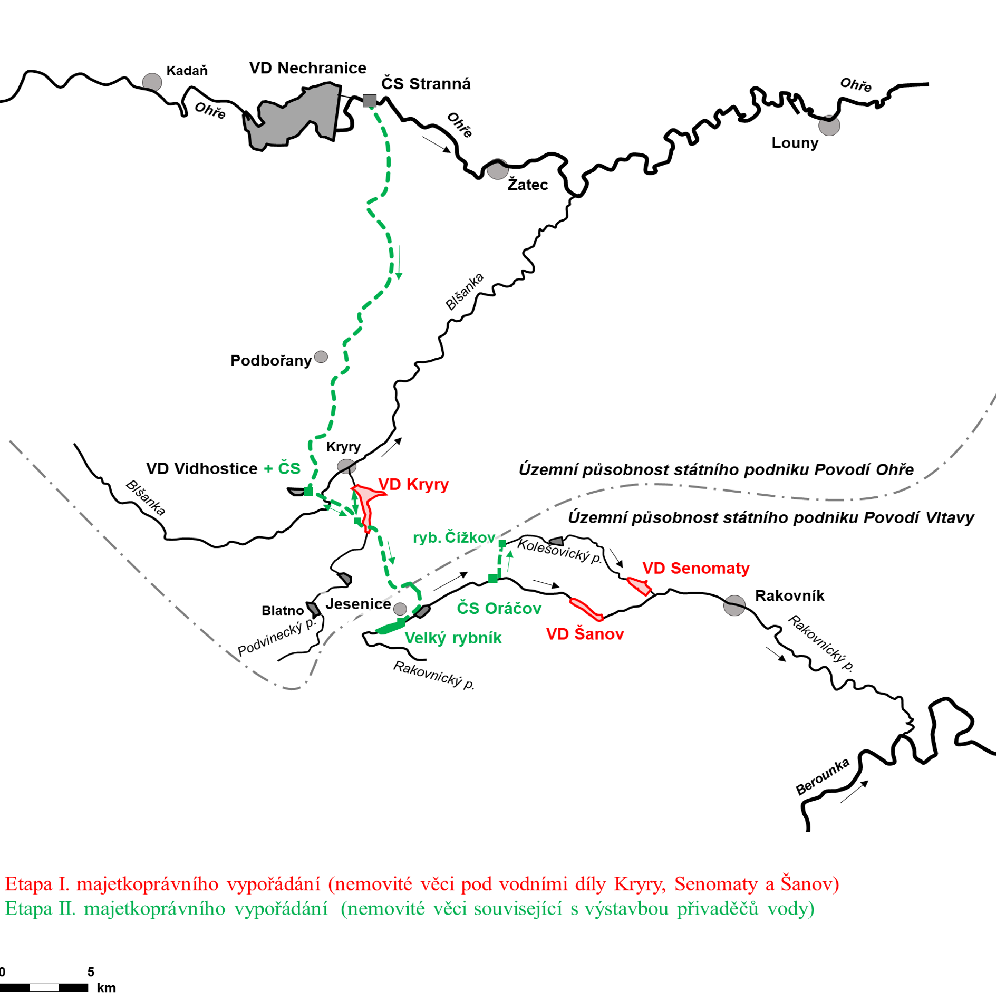 Kadaň
VD Nechranice
ČS Stranná
Ohře
Ohře
Ohře
Louny
Žatec
Blšanka
Podbořany
Kryry
VD Vidhostice + ČS
VD Kryry
Územní působnost státního podniku Povodí Ohře
Blšanka
Územní působnost státního podniku Povodí Vltavy
ryb. Čížkov
Kolešovický p.
VD Senomaty
Rakovník
Jesenice
ČS Oráčov
Blatno
VD Šanov
Velký rybník
Podvinecký p.
Rakovnický p.
Rakovnický p.
Berounka
Etapa I. majetkoprávního vypořádání (nemovité věci pod vodními díly Kryry, Senomaty a Šanov)
Etapa II. majetkoprávního vypořádání (nemovité věci související s výstavbou přivaděčů vody)
0 5
km